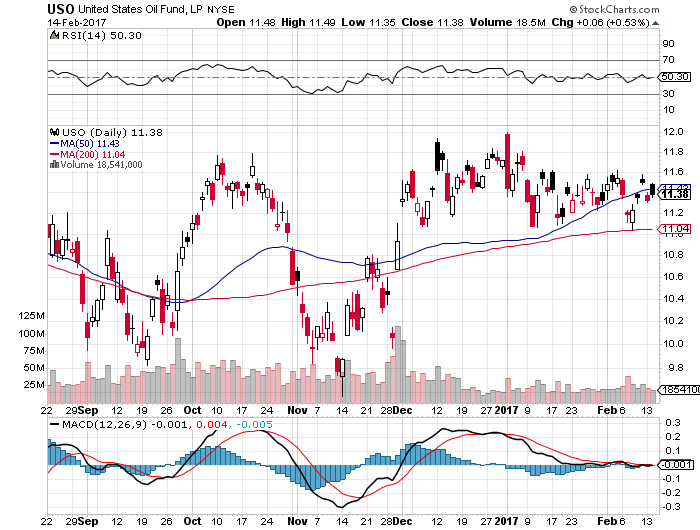 USO United States Oil Fund, LP NYSE © StockCharts.com
14-Feb-2017 Open 11.48 High 11.49 Low 11.35 Close 11.38 Volume 18.5M Chg +0.06 (+0.53%)
RSI(14) 50.30
90
70
50.30
30
10
USO (Daily) 11.38
MA(50) 11.43
MA(200) 11.04
Volume 18,541,000
12.0
11.8
11.6
11.43
11.38
11.2
11.04
10.8
10.6
10.4
10.2
10.0
9.8
125M
100M
75M
50M
25M
1854100
22 29 Sep 12 19 26 Oct 10 17 24 Nov 7 14 21 28 Dec 12 19 27 2017 9 17 23 Feb 6 13
MACD(12,26,9) -0.001, 0.004, -0.005
0.3
0.2
0.1
-0.001
-0.1
-0.2
-0.3
22 29 Sep 12 19 26 Oct 10 17 24 Nov 7 14 21 28 Dec 12 19 27 2017 9 17 23 Feb 6 13